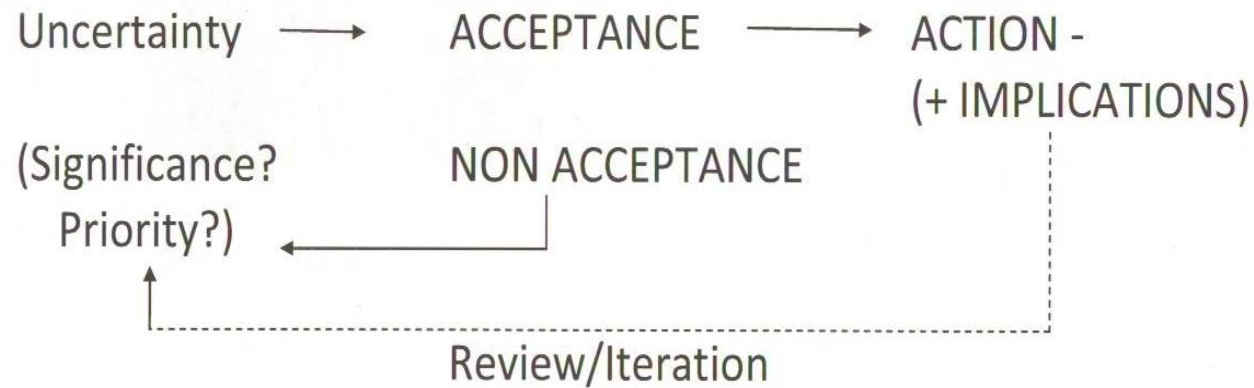 Uncertainty ACCEPTANCE ACTION -
(+ IMPLICATIONS)
(Significance? NON ACCEPTANCE
Priority?)
Review/Iteration